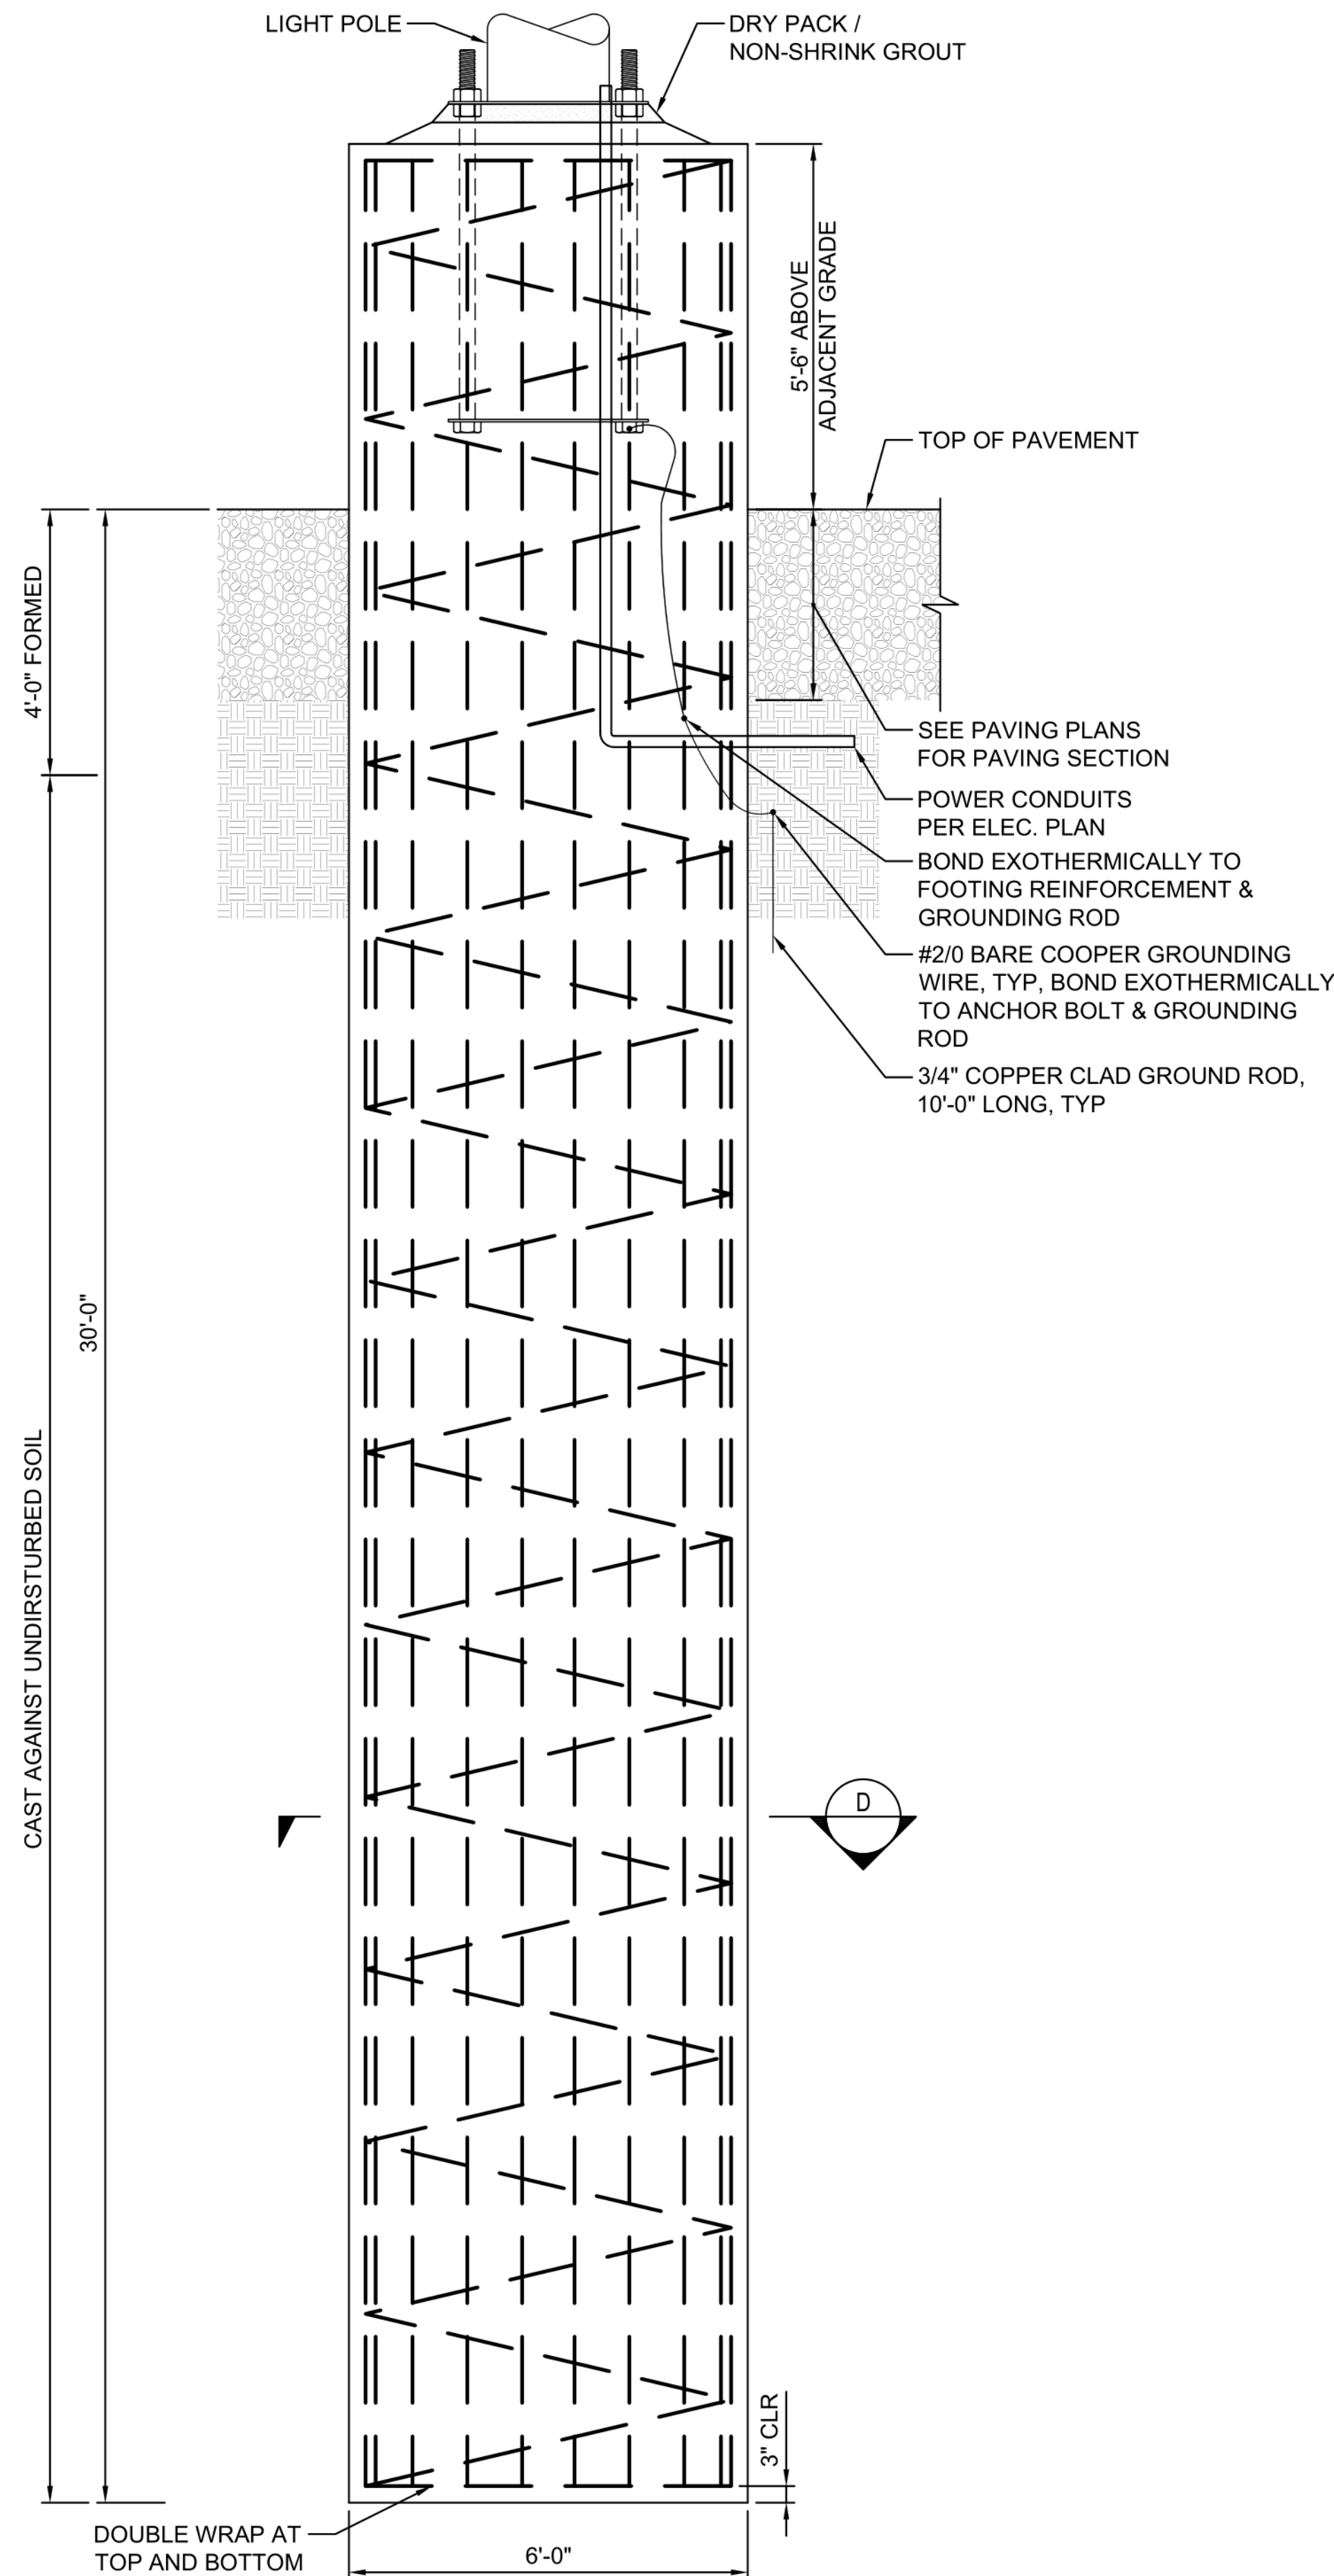 LIGHT POLE
DRY PACK /
NON-SHRINK GROUT
5'-6" ABOVE
ADJACENT GRADE
TOP OF PAVEMENT
4'-0" FORMED
SEE PAVING PLANS
FOR PAVING SECTION
POWER CONDUITS
PER ELEC. PLAN
BOND EXOTHERMICALLY TO
FOOTING REINFORCEMENT &
GROUNDING ROD
#2/0 BARE COOPER GROUNDING
WIRE, TYP, BOND EXOTHERMICALLY
TO ANCHOR BOLT & GROUNDING
ROD
3/4" COPPER CLAD GROUND ROD,
10'-0" LONG, TYP
30'-0"
CAST AGAINST UNDIRSTURBED SOIL
D
3" CLR
DOUBLE WRAP AT
TOP AND BOTTOM
6'-0"